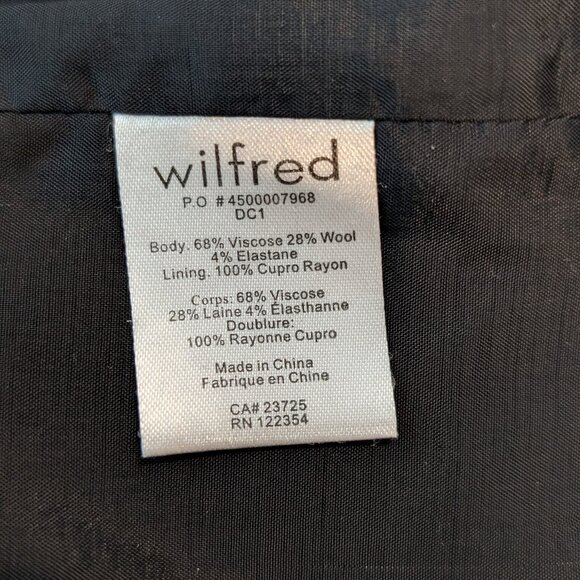 wilfred
P.O #4500007968
DC1
Body. 68% Viscose 28% Wool
4% Elastane
Lining. 100% Cupro Rayon
Corps: 68% Viscose
28% Laine 4% Élasthanne
Doublure:
100% Rayonne Cupro
Made in China
Fabrique en Chine
CA# 23725
RN 122354